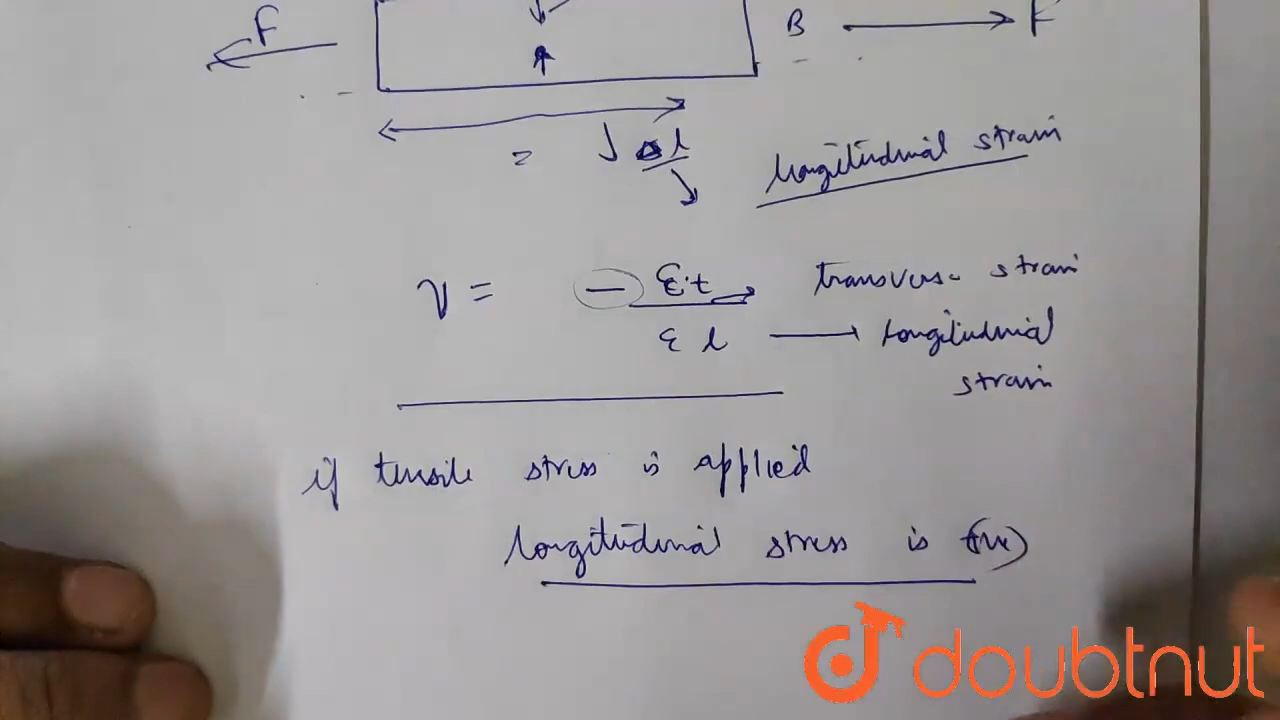 F
B F
= Δl
longitudinal strain
ν = - εt transverse strain
εl longitudinal
strain
if tensile stress is applied
longitudinal stress is (+ve)
doubtnut